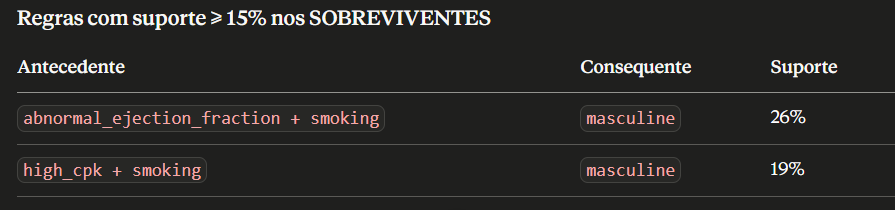 Regras com suporte ⩾ 15% nos SOBREVIVENTES
Antecedente Consequente Suporte
abnormal_ejection_fraction + smoking masculine 26%
high_cpk + smoking masculine 19%